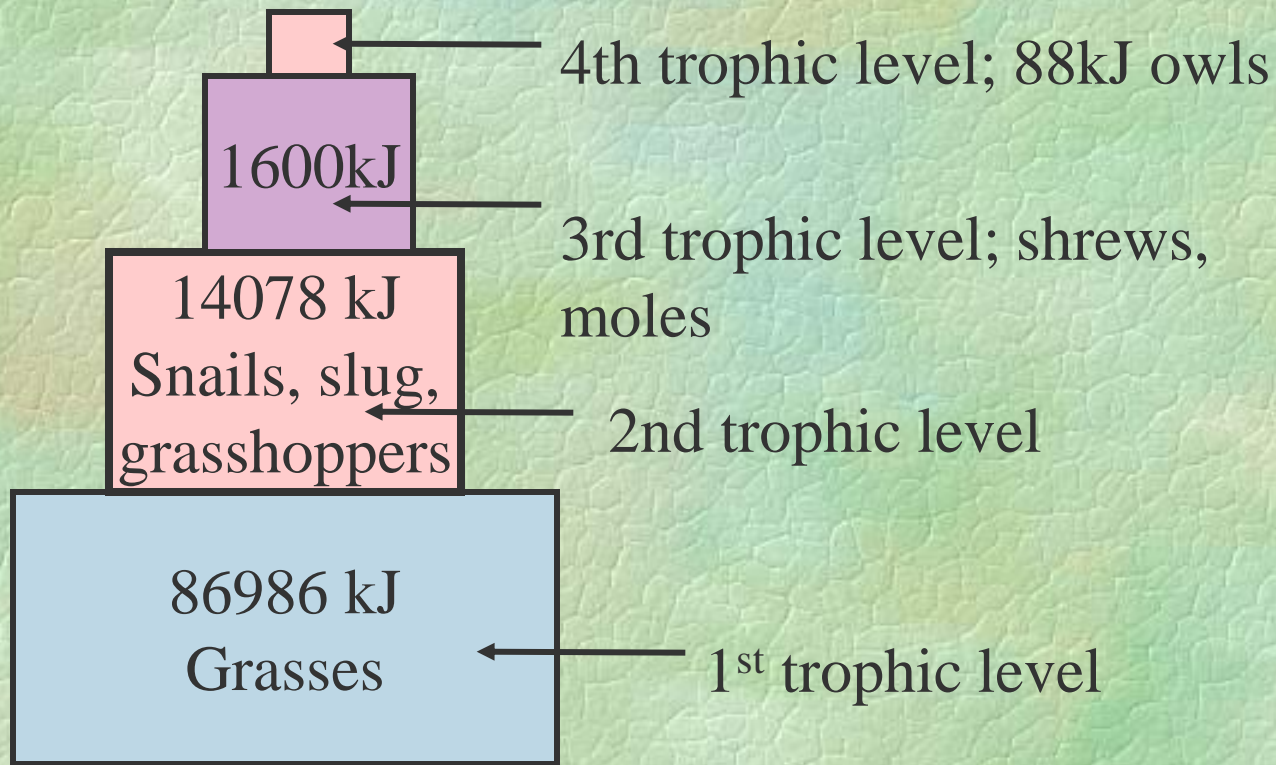 4th trophic level; 88kJ owls
1600kJ
3rd trophic level; shrews,
moles
14078 kJ
Snails, slug,
grasshoppers
2nd trophic level
86986 kJ
Grasses
1st trophic level